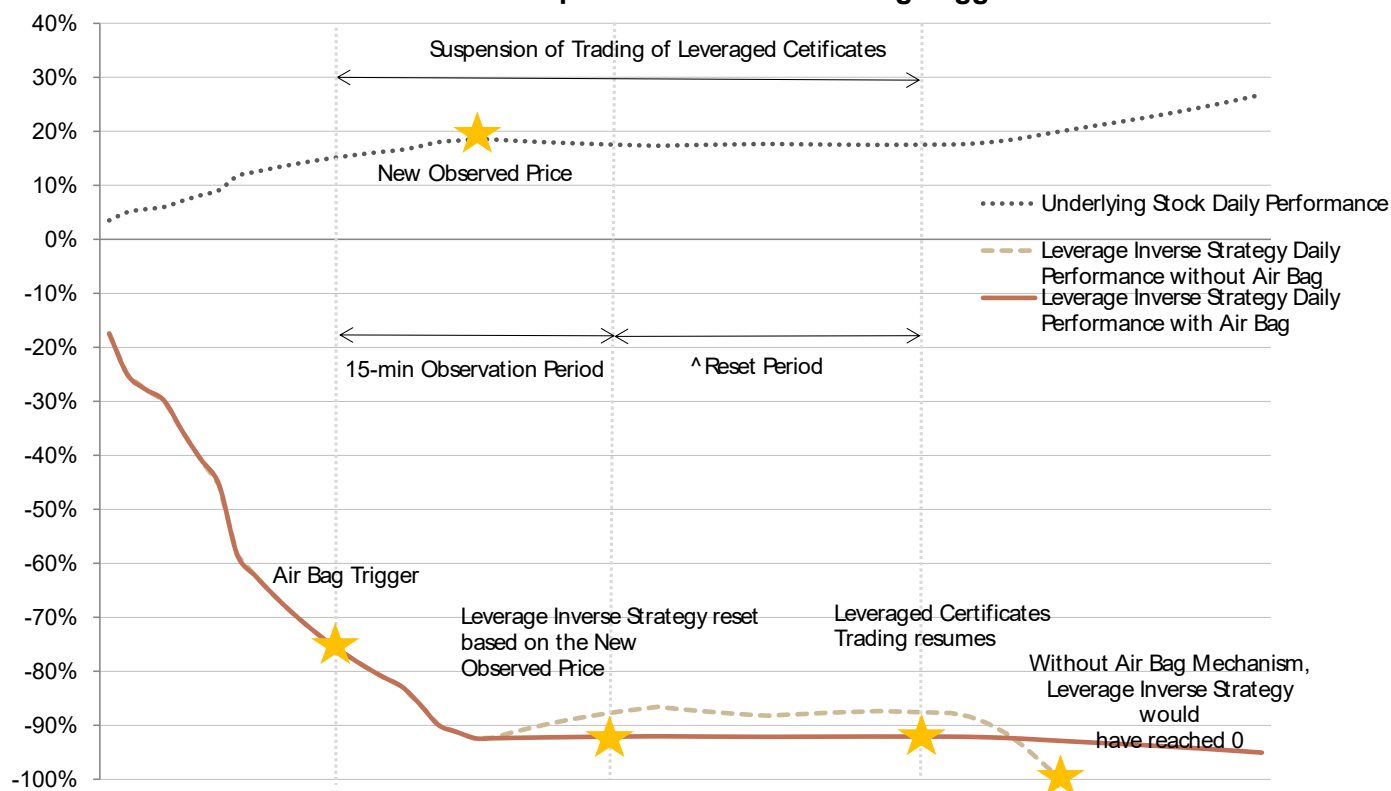 40%
Suspension of Trading of Leveraged Cetificates
30%
20%
New Observed Price
10%
Underlying Stock Daily Performance
0%
Leverage Inverse Strategy Daily
Performance without Air Bag
-10%
Leverage Inverse Strategy Daily
Performance with Air Bag
-20%
15-min Observation Period
^Reset Period
-30%
-40%
-50%
-60%
Air Bag Trigger
-70%
Leverage Inverse Strategy reset
based on the New
Observed Price
Leveraged Certificates
Trading resumes
-80%
Without Air Bag Mechanism,
Leverage Inverse Strategy
would
have reached 0
-90%
-100%